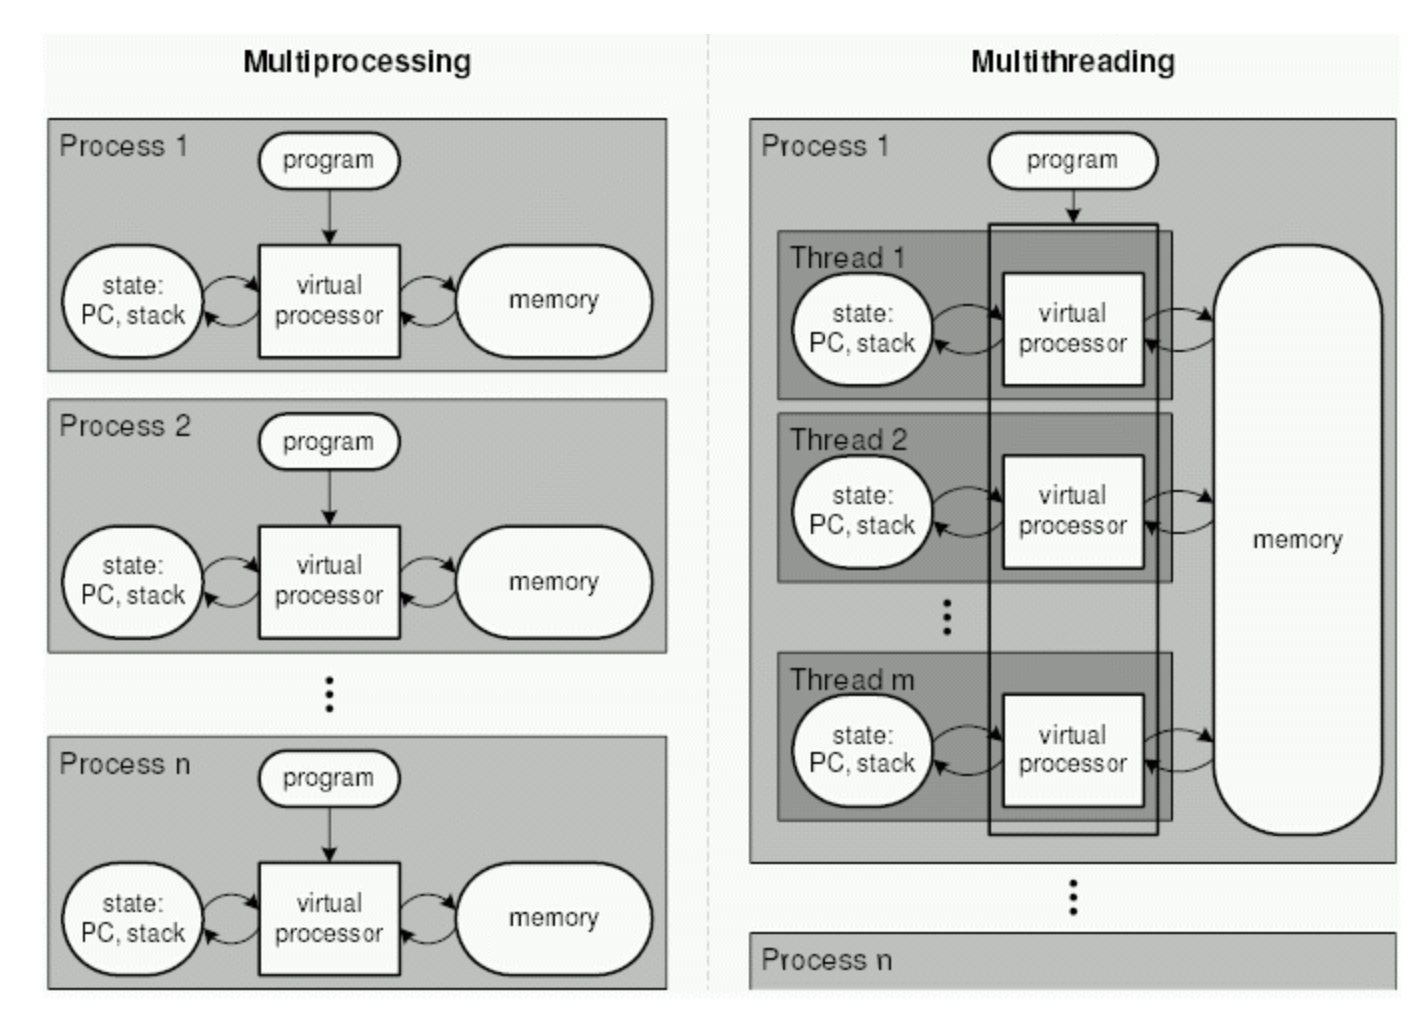 Multiprocessing
Process 1
program
state:
PC, stack
virtual
processor
memory
Process 2
program
state:
PC, stack
virtual
processor
memory
Process n
program
state:
PC, stack
virtual
processor
memory
Multithreading
Process 1
program
Thread 1
state:
PC, stack
virtual
processor
Thread 2
state:
PC, stack
virtual
processor
memory
Thread m
state:
PC, stack
virtual
processor
Process n